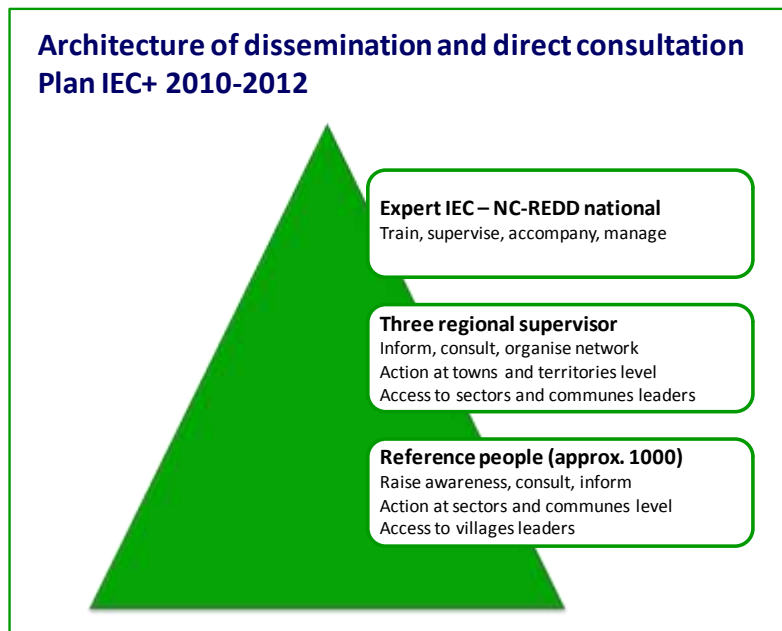 Architecture of dissemination and direct consultation
Plan IEC+ 2010-2012
Expert IEC – NC-REDD national
Train, supervise, accompany, manage
Three regional supervisor
Inform, consult, organise network
Action at towns and territories level
Access to sectors and communes leaders
Reference people (approx. 1000)
Raise awareness, consult, inform
Action at sectors and communes level
Access to villages leaders